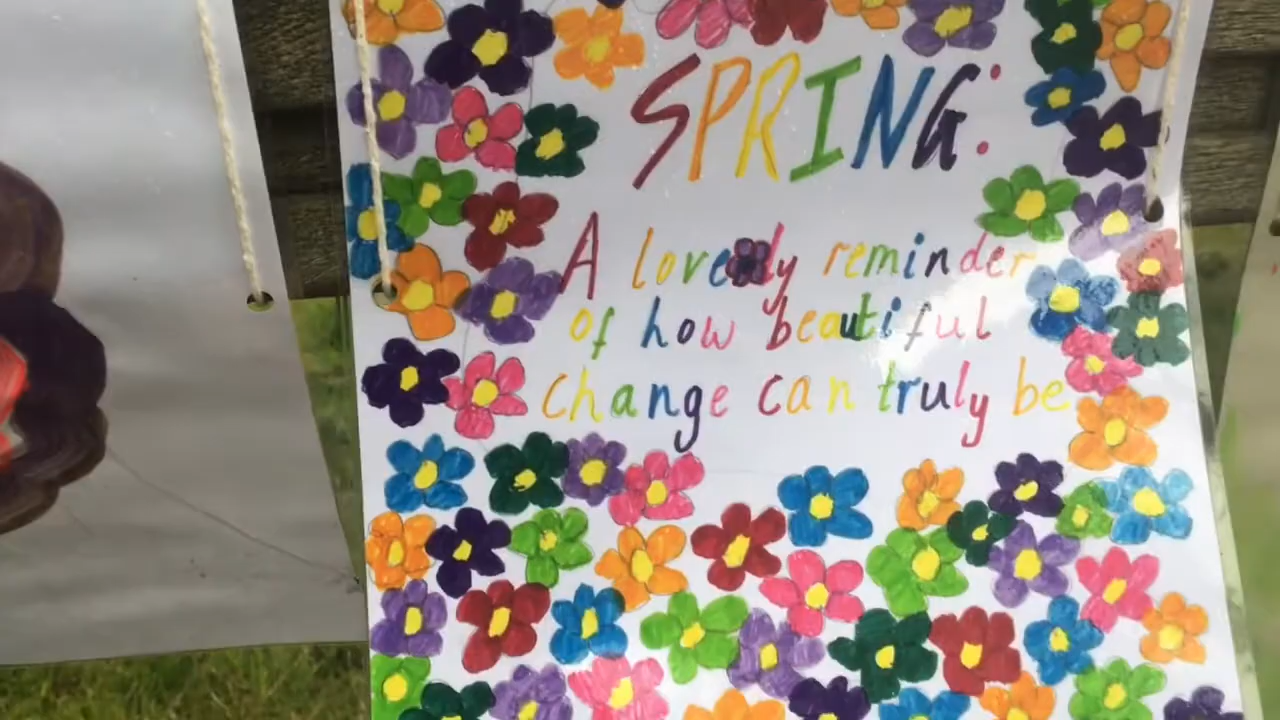 SPRING:
A lovely reminder
of how beautiful
change can truly be